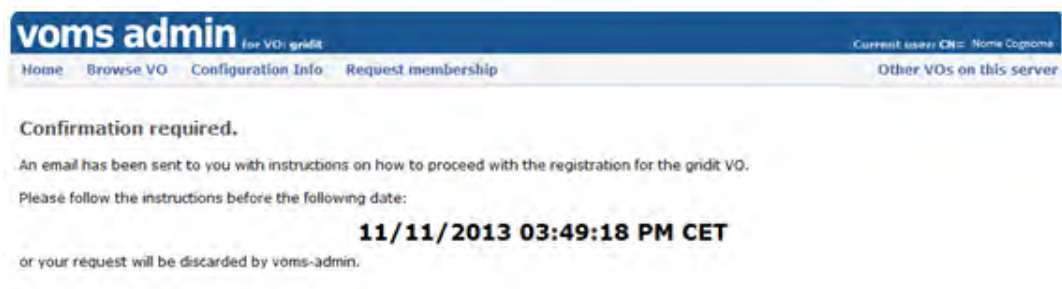 voms admin for VO: gridit
Current user: CN= Nome Cognome
Home Browse VO Configuration Info Request membership Other VOs on this server
Confirmation required.
An email has been sent to you with instructions on how to proceed with the registration for the gridit VO.
Please follow the instructions before the following date:
11/11/2013 03:49:18 PM CET
or your request will be discarded by voms-admin.